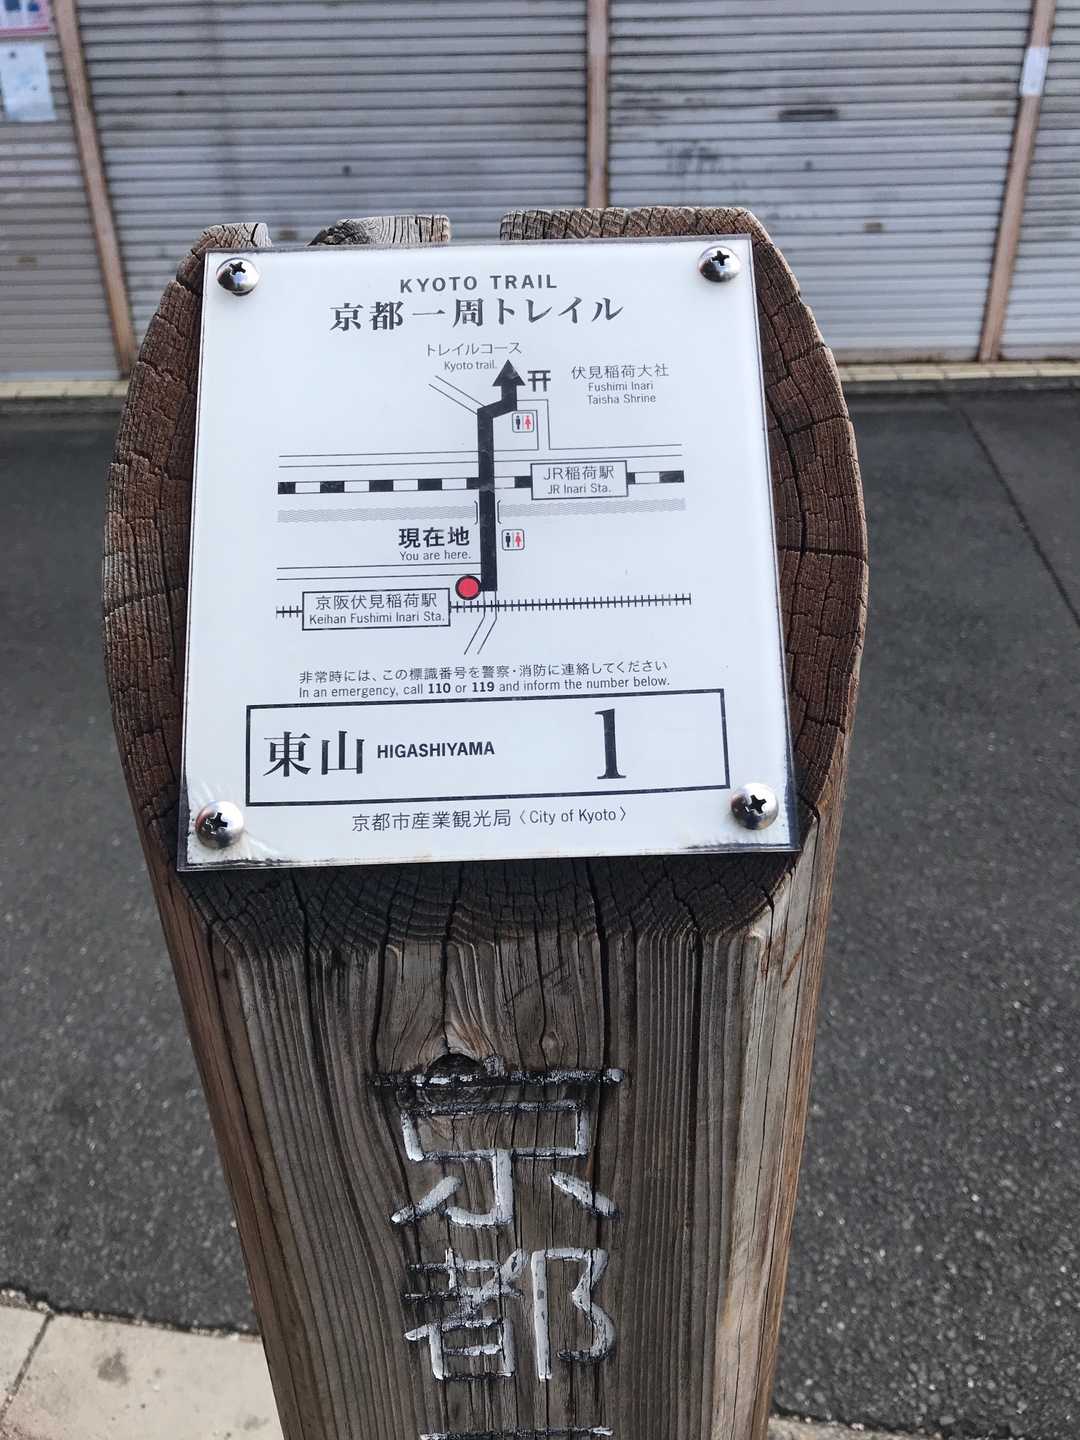 KYOTO TRAIL
京都一周トレイル
トレイルコース
Kyoto trail.
伏見稲荷大社
Fushimi Inari
Taisha Shrine
JR稲荷駅
JR Inari Sta.
現在地
You are here.
京阪伏見稲荷駅
Keihan Fushimi Inari Sta.
非常時には、この標識番号を警察・消防に連絡してください
In an emergency, call 110 or 119 and inform the number below.
東山 HIGASHIYAMA 1
京都市産業観光局〈City of Kyoto〉
京
都